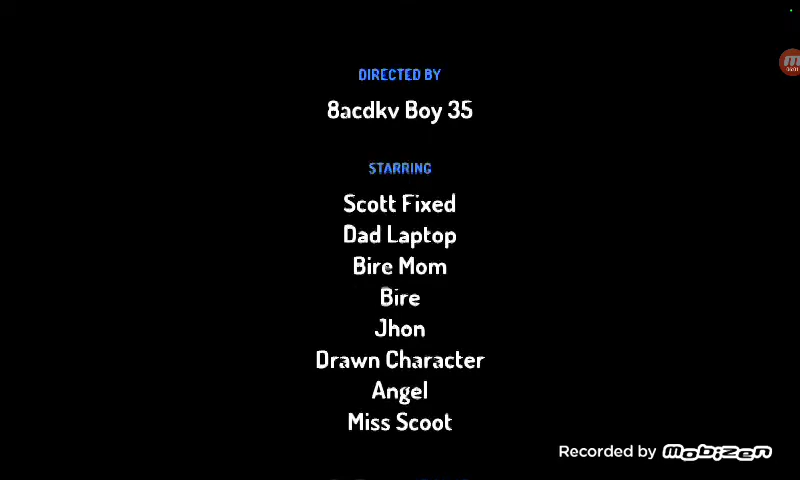 DIRECTED BY
8acdkv Boy 35
STARRING
Scott Fixed
Dad Laptop
Bire Mom
Bire
Jhon
Drawn Character
Angel
Miss Scoot
Recorded by mobizen